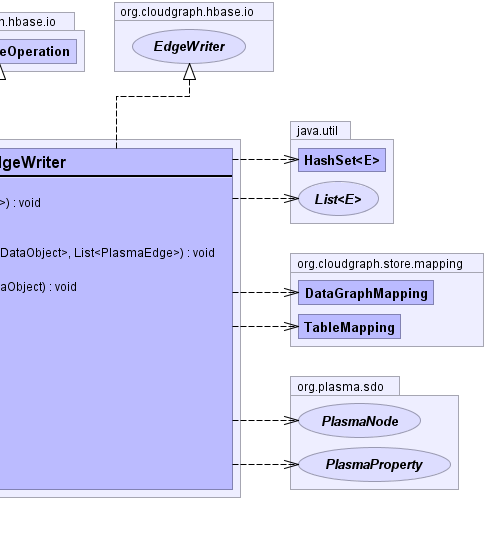 h.hbase.io
org.cloudgraph.hbase.io
eOperation
EdgeWriter
java.util
dgeWriter
HashSet<E>
>) : void
List<E>
DataObject>, List<PlasmaEdge>) : void
org.cloudgraph.store.mapping
aObject) : void
DataGraphMapping
TableMapping
org.plasma.sdo
PlasmaNode
PlasmaProperty